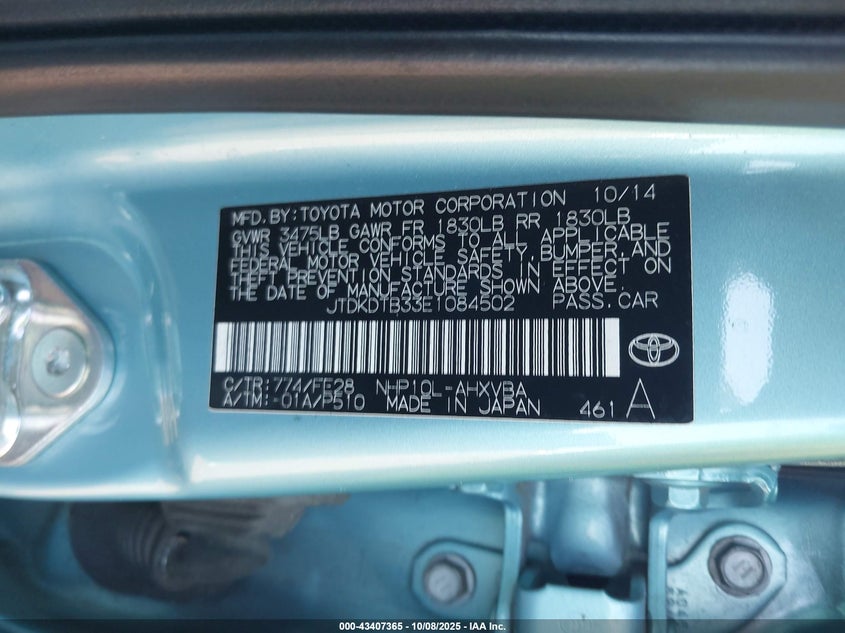 MFD. BY: TOYOTA MOTOR CORPORATION 10/14
GVWR 3475LB GAWR FR 1830LB RR 1830LB
THIS VEHICLE CONFORMS TO ALL APPLICABLE
FEDERAL MOTOR VEHICLE SAFETY, BUMPER, AND
THEFT PREVENTION STANDARDS IN EFFECT ON
THE DATE OF MANUFACTURE SHOWN ABOVE.
JTDKDTB33E1084502 PASS. CAR
C/TR: 774/FE28 NHP10L-AHXVBA
A/TM: -01A/P510 MADE IN JAPAN 461 A
000-43407365 - 10/08/2025 - IAA Inc.